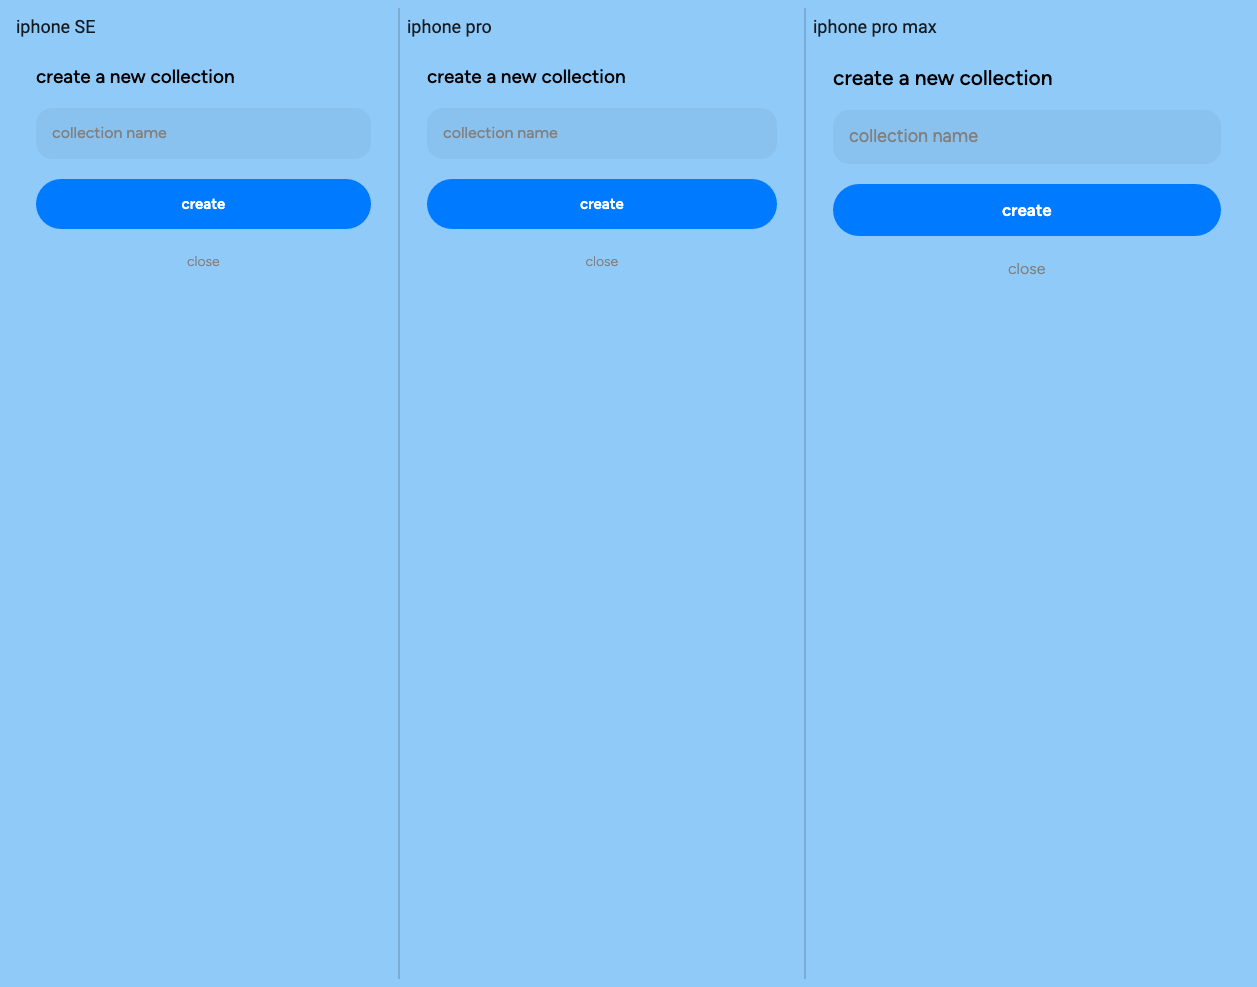 iphone SE
create a new collection
collection name
create
close
iphone pro
create a new collection
collection name
create
close
iphone pro max
create a new collection
collection name
create
close